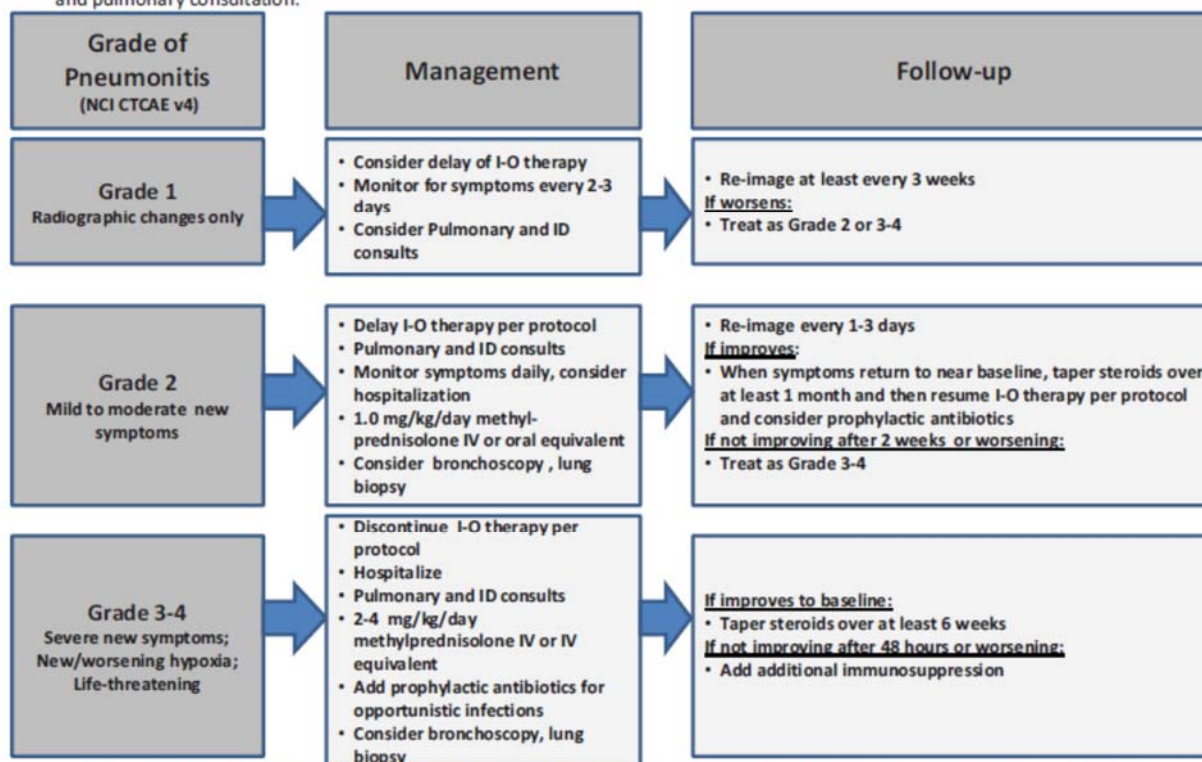 and pulmonary consultation.
Grade of
Pneumonitis
(NCI CTCAE v4)
Management
Follow-up
Grade 1
Radiographic changes only
• Consider delay of I-O therapy
• Monitor for symptoms every 2-3
days
• Consider Pulmonary and ID
consults
• Re-image at least every 3 weeks
If worsens:
• Treat as Grade 2 or 3-4
Grade 2
Mild to moderate new
symptoms
• Delay I-O therapy per protocol
• Pulmonary and ID consults
• Monitor symptoms daily, consider
hospitalization
• 1.0 mg/kg/day methyl-
prednisolone IV or oral equivalent
• Consider bronchoscopy , lung
biopsy
• Re-image every 1-3 days
If improves:
• When symptoms return to near baseline, taper steroids over
at least 1 month and then resume I-O therapy per protocol
and consider prophylactic antibiotics
If not improving after 2 weeks or worsening:
• Treat as Grade 3-4
Grade 3-4
Severe new symptoms;
New/worsening hypoxia;
Life-threatening
• Discontinue I-O therapy per
protocol
• Hospitalize
• Pulmonary and ID consults
• 2-4 mg/kg/day
methylprednisolone IV or IV
equivalent
• Add prophylactic antibiotics for
opportunistic infections
• Consider bronchoscopy, lung
biopsy
If improves to baseline:
• Taper steroids over at least 6 weeks
If not improving after 48 hours or worsening:
• Add additional immunosuppression